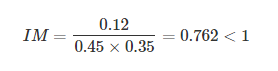 IM = 0.12 / 0.45 × 0.35 = 0.762 < 1